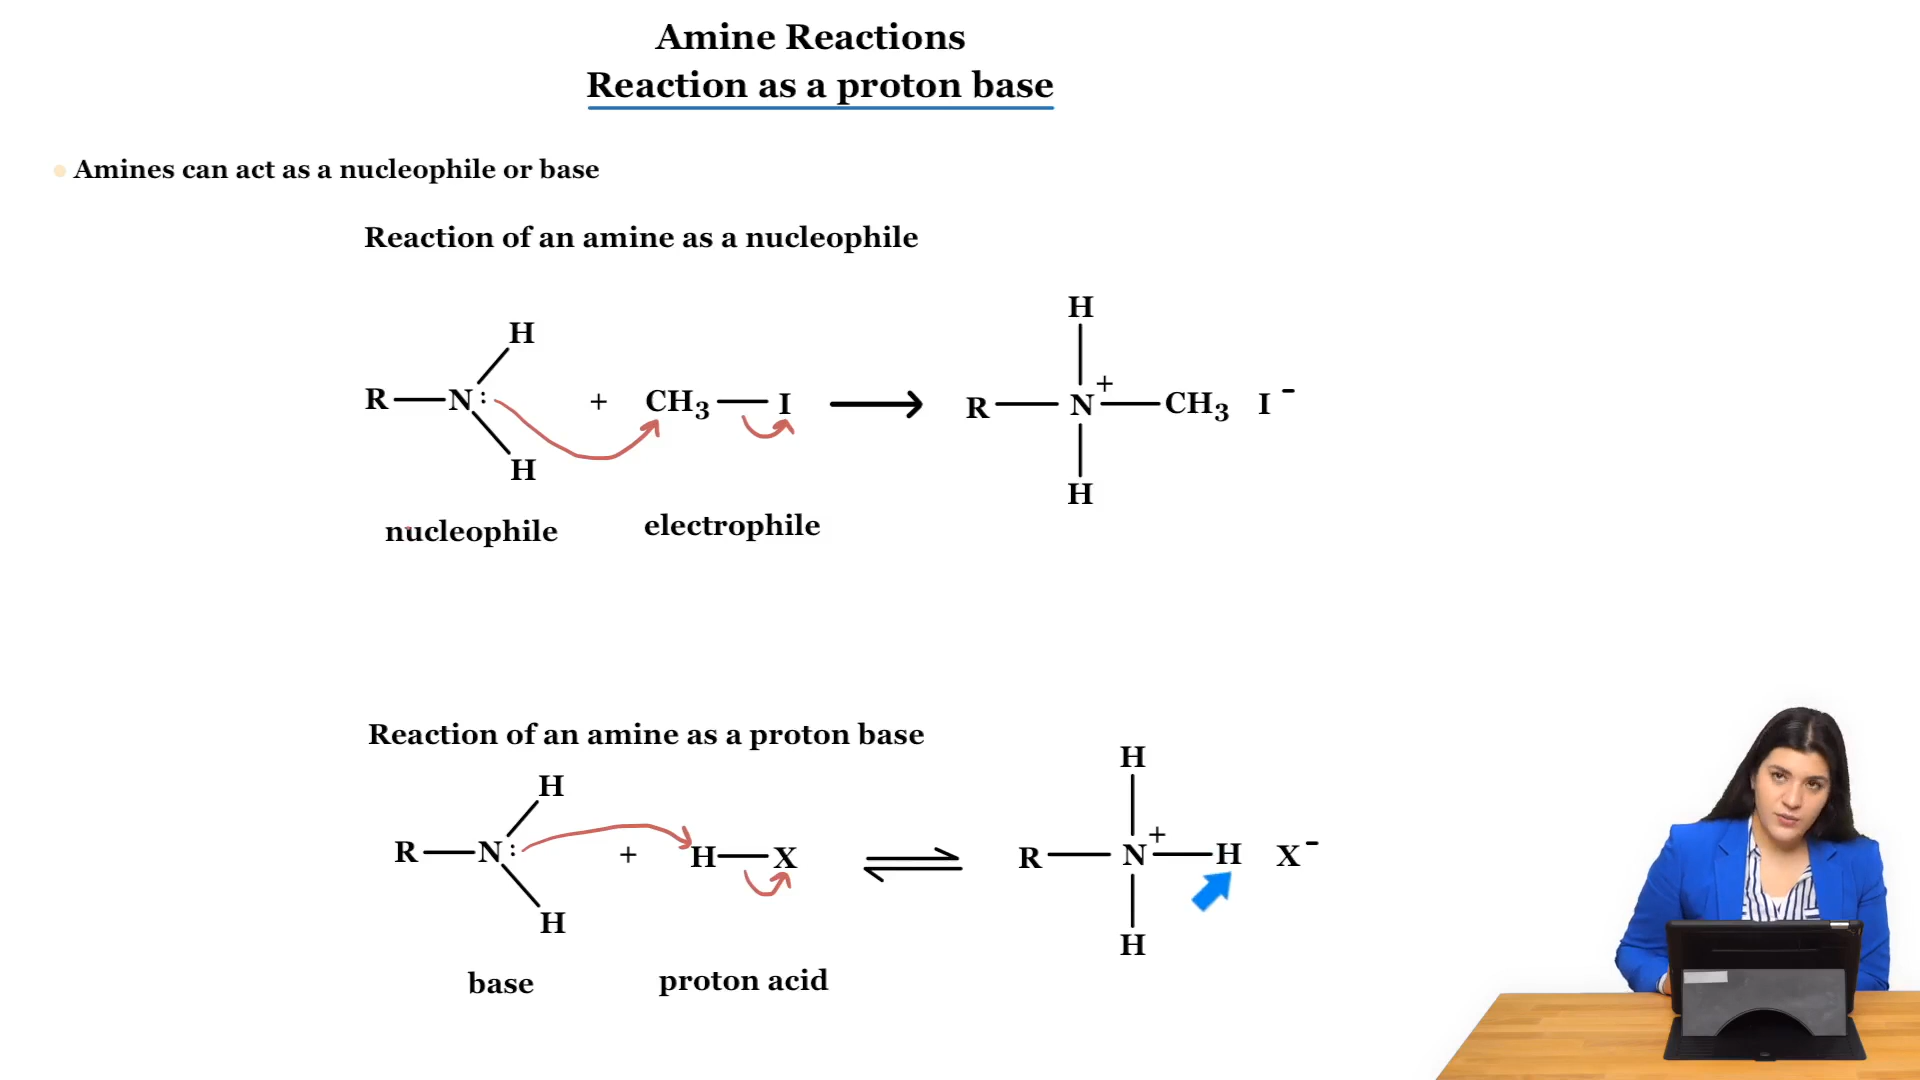 Amine Reactions
Reaction as a proton base
Amines can act as a nucleophile or base
Reaction of an amine as a nucleophile
H
R—N:
H
+ CH₃—I
nucleophile
electrophile
H
R—N⁺—CH₃ I⁻
H
Reaction of an amine as a proton base
H
R—N:
H
+ H—X
base
proton acid
H
R—N⁺—H X⁻
H